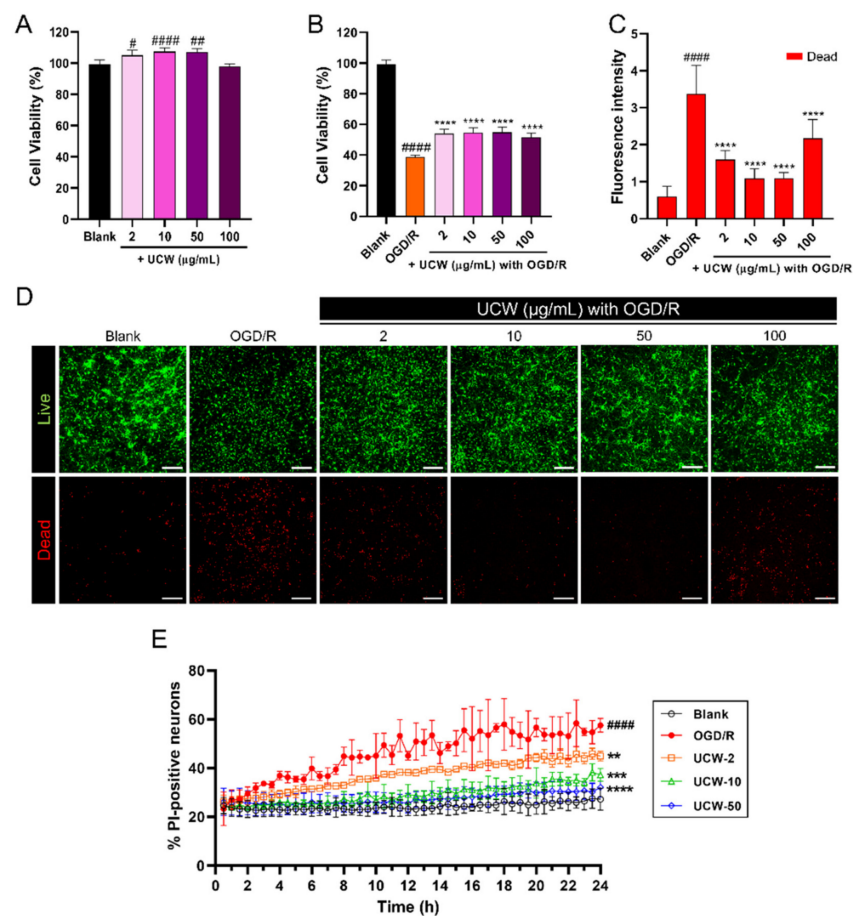 A
Cell Viability (%)
120
100
80
60
40
20
0
#
####
##
Blank
2
10
50
100
+ UCW (μg/mL)
B
Cell Viability (%)
120
100
80
60
40
20
0
####
****
****
****
****
Blank
OGD/R
2
10
50
100
+ UCW (μg/mL) with OGD/R
C
Fluoresence intensity
5
4
3
2
1
0
Dead
####
****
****
****
****
Blank
OGD/R
2
10
50
100
+ UCW (μg/mL) with OGD/R
D
UCW (μg/mL) with OGD/R
Blank
OGD/R
2
10
50
100
Live
Dead
E
% PI-positive neurons
80
60
40
20
0
0 2 4 6 8 10 12 14 16 18 20 22 24
Time (h)
####
**
***
****
Blank
OGD/R
UCW-2
UCW-10
UCW-50